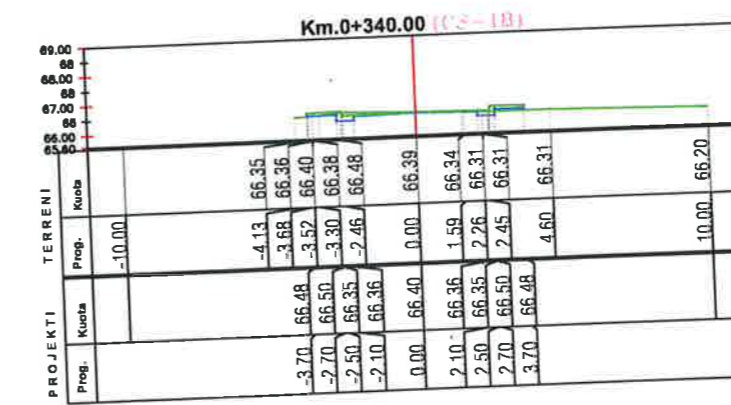 Km.0+340.00 (CS-1B)
69.00
68
68.00
68
67.00
66
66.00
65.60
TERRENI
Kuota
66.35 66.36 66.40 66.38 66.48 66.39 66.34 66.31 66.31 66.31 66.20
Prog.
-10.00 -4.13 -3.68 -3.52 -3.30 -2.46 0.00 1.59 2.26 2.45 4.60 10.00
PROJEKTI
Kuota
66.48 66.50 66.35 66.36 66.40 66.36 66.35 66.50 66.48
Prog.
-3.70 -2.70 -2.50 -2.10 0.00 2.10 2.50 2.70 3.70